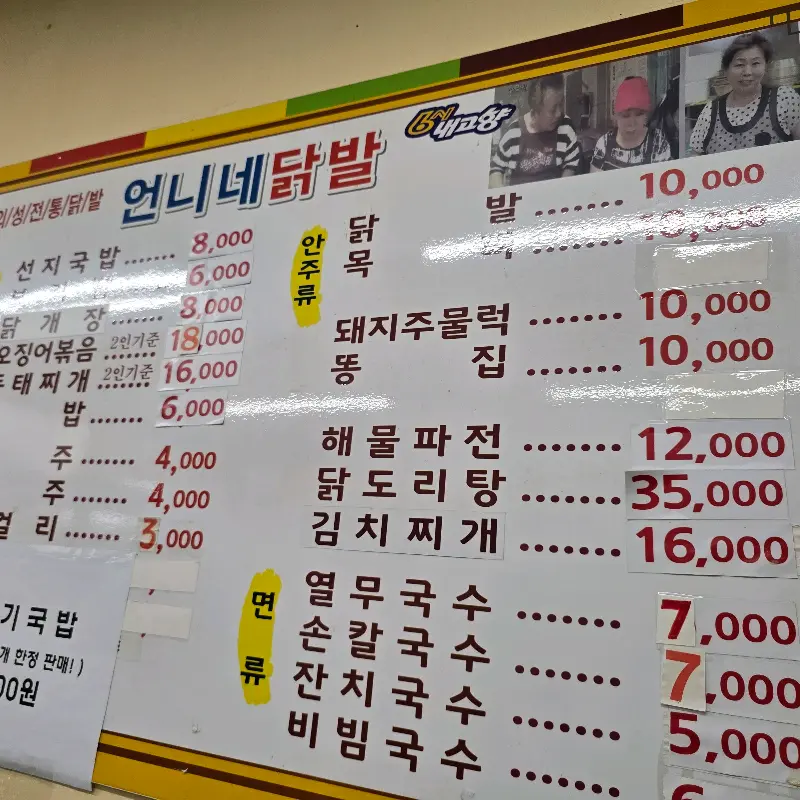 의/성/전/통/닭/발
언니네닭발
6시내고향
선지국밥 ....... 8,000
6,000
닭개장 ....... 8,000
오징어볶음 2인기준 ....... 18,000
동태찌개 2인기준 ....... 16,000
밥 ....... 6,000
주 ....... 4,000
주 ....... 4,000
리 ....... 3,000
기국밥
개 한정 판매!)
00원
안주류
닭발 ....... 10,000
목 ....... 10,000
돼지주물럭 ....... 10,000
똥집 ....... 10,000
해물파전 ....... 12,000
닭도리탕 ....... 35,000
김치찌개 ....... 16,000
면류
열무국수 ....... 7,000
손칼국수 ....... 7,000
잔치국수 ....... 5,000
비빔국수 .......